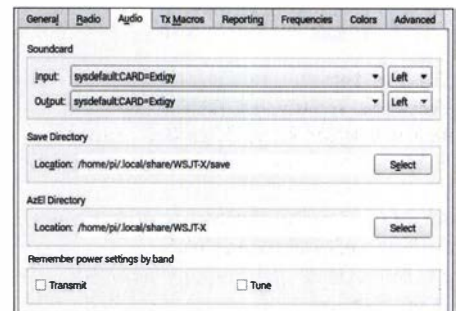 General Radio Audio Tx Macros Reporting Frequencies Colors Advanced
Soundcard
Input: sysdefault:CARD=Extigy Left
Output: sysdefault:CARD=Extigy Left
Save Directory
Location: /home/pi/.local/share/WSJT-X/save Select
AzEl Directory
Location: /home/pi/.local/share/WSJT-X Select
Remember power settings by band
Transmit Tune